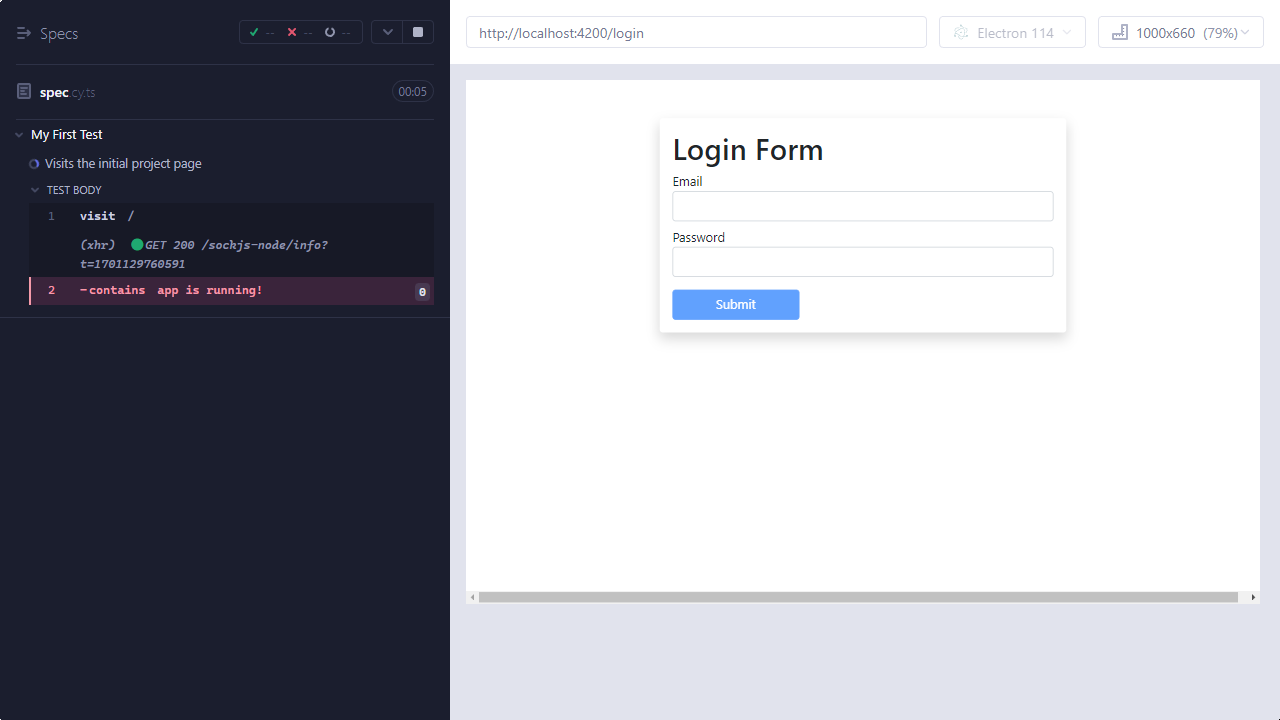 Specs
--
--
--
spec.cy.ts
00:05
My First Test
Visits the initial project page
TEST BODY
1 visit /
(xhr) GET 200 /sockjs-node/info?
t=1701129760591
2 -contains app is running! 0
http://localhost:4200/login
Electron 114
1000x660 (79%)
Login Form
Email
Password
Submit